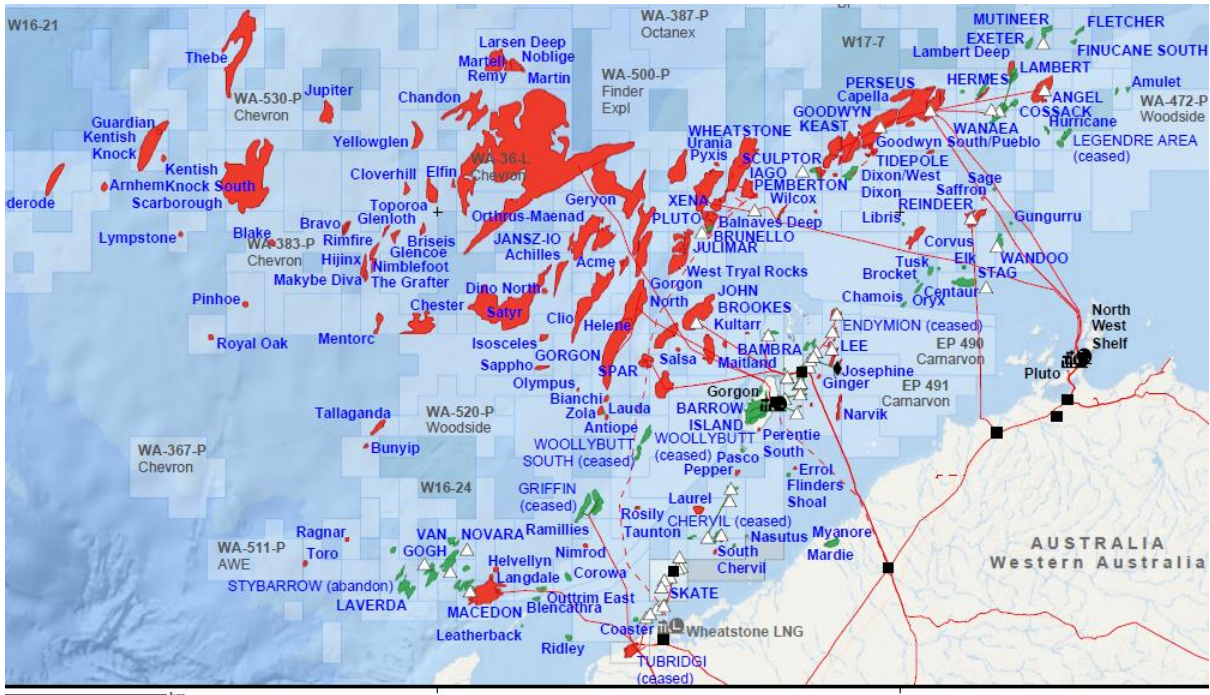 W16-21
Thebe
WA-530-P
Chevron
Jupiter
Larsen Deep
Martell
Noblige
Remy
Martin
Chandon
Yellowglen
WA-387-P
Octanex
WA-500-P
Finder
Expl
W17-7
MUTINEER
EXETER
FLETCHER
FINUCANE SOUTH
Lambert Deep
LAMBERT
HERMES
PERSEUS
Capella
Amulet
WA-472-P
Woodside
ANGEL
COSSACK
Hurricane
LEGENDRE AREA
(ceased)
WANAEA
GOODWYN
KEAST
Goodwyn
South/Pueblo
TIDEPOLE
Dixon/West
Dixon
Guardian
Kentish
Knock
Kentish
Knock South
Arnhem
Scarborough
ederode
Lympstone
Blake
WA-383-P
Chevron
Pinhoe
Royal Oak
Cloverhill
Elfin
WA-36-L
Chevron
Toporoa
Glenloth
Bravo
Rimfire
Hijinx
Makybe Diva
Briseis
Glencoe
Nimblefoot
The Grafter
Chester
Mentorc
Orthrus-Maenad
Geryon
JANSZ-IO
Achilles
Acme
Dino North
Satyr
Clio
Helene
Isosceles
Sappho
GORGON
SPAR
Olympus
Bianchi
Zola
Lauda
Antiope
WHEATSTONE
Urania
Pyxis
SCULPTOR
IAGO
PEMBERTON
Wilcox
XENA
PLUTO
Balnaves Deep
BRUNELLO
JULIMAR
West Tryal Rocks
Gorgon
North
JOHN
BROOKES
Kultarr
Salsa
Maitland
BAMBRA
Sage
Saffron
REINDEER
Libris
Gungurru
Corvus
Elk
WANDOO
Tusk
STAG
Brocket
Centaur
Chamois
Oryx
ENDYMION (ceased)
LEE
EP 490
Carnarvon
Josephine
Ginger
EP 491
Carnarvon
Narvik
North
West
Shelf
Pluto
Gorgon
BARROW
ISLAND
Perentie
South
Tallaganda
Bunyip
WA-520-P
Woodside
WA-367-P
Chevron
WOOLLYBUTT
SOUTH (ceased)
WOOLLYBUTT
(ceased)
Pasco
Pepper
Errol
Flinders
Shoal
W16-24
GRIFFIN
(ceased)
Laurel
Rosily
Taunton
CHERVIL (ceased)
Nasutus
South
Chervil
Myanore
Mardie
Ragnar
Toro
WA-511-P
AWE
VAN
GOGH
NOVARA
Ramillies
Nimrod
Helvellyn
Langdale
Corowa
STYBARROW (abandon)
LAVERDA
MACEDON
Outtrim East
Blencathra
Leatherback
Ridley
SKATE
Coaster
Wheatstone LNG
TUBRIDGI
(ceased)
AUSTRALIA
Western Australia
km